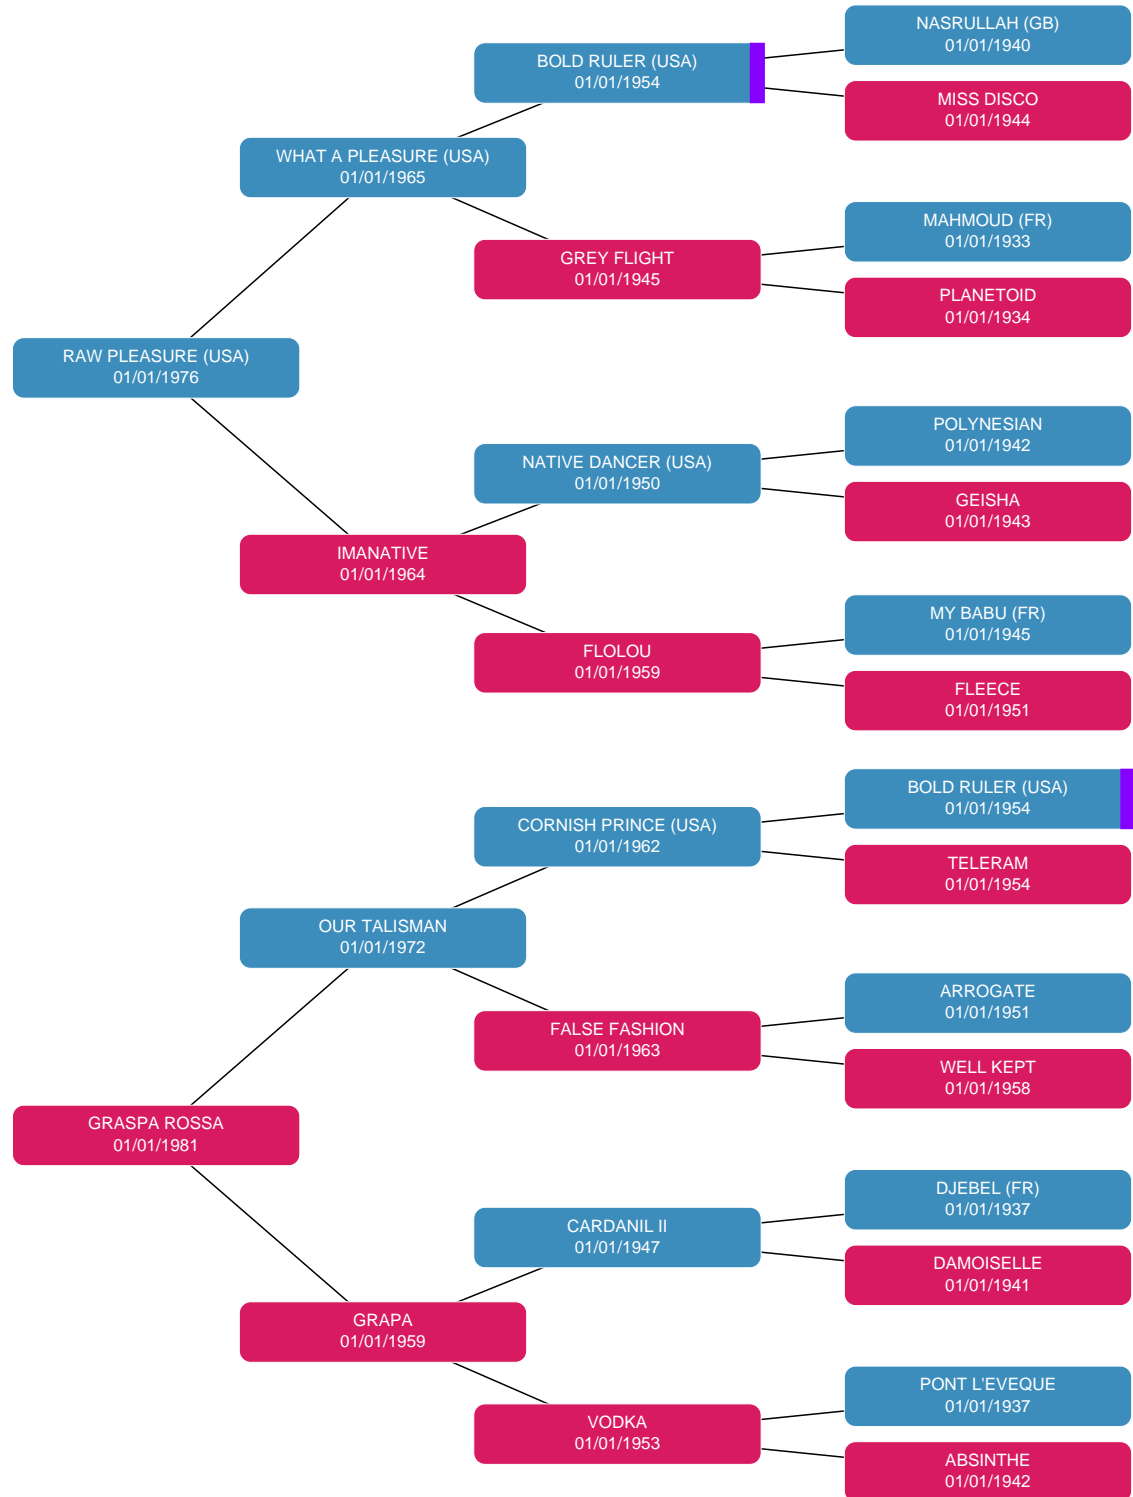 NASRULLAH (GB)
01/01/1940
BOLD RULER (USA)
01/01/1954
MISS DISCO
01/01/1944
WHAT A PLEASURE (USA)
01/01/1965
MAHMOUD (FR)
01/01/1933
GREY FLIGHT
01/01/1945
PLANETOID
01/01/1934
RAW PLEASURE (USA)
01/01/1976
POLYNESIAN
01/01/1942
NATIVE DANCER (USA)
01/01/1950
GEISHA
01/01/1943
IMANATIVE
01/01/1964
MY BABU (FR)
01/01/1945
FLOLOU
01/01/1959
FLEECE
01/01/1951
BOLD RULER (USA)
01/01/1954
CORNISH PRINCE (USA)
01/01/1962
TELERAM
01/01/1954
OUR TALISMAN
01/01/1972
ARROGATE
01/01/1951
FALSE FASHION
01/01/1963
WELL KEPT
01/01/1958
GRASPA ROSSA
01/01/1981
DJEBEL (FR)
01/01/1937
CARDANIL II
01/01/1947
DAMOISELLE
01/01/1941
GRAPA
01/01/1959
PONT L'EVEQUE
01/01/1937
VODKA
01/01/1953
ABSINTHE
01/01/1942